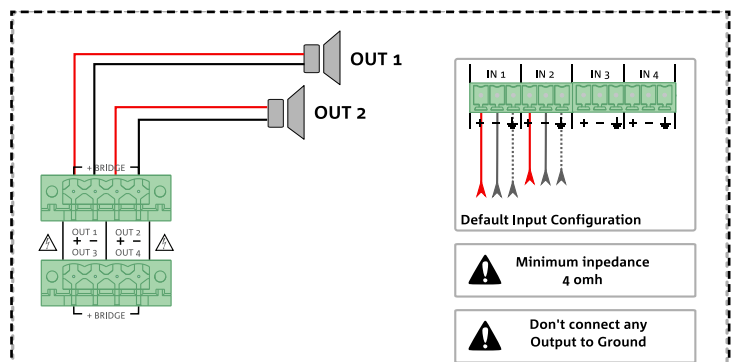 OUT 1
OUT 2
+ BRIDGE -
OUT 1 OUT 2
+ - + -
OUT 3 OUT 4
+ BRIDGE -
IN 1 IN 2 IN 3 IN 4
+ - + - + - + -
Default Input Configuration
Minimum inpedance
4 omh
Don't connect any
Output to Ground